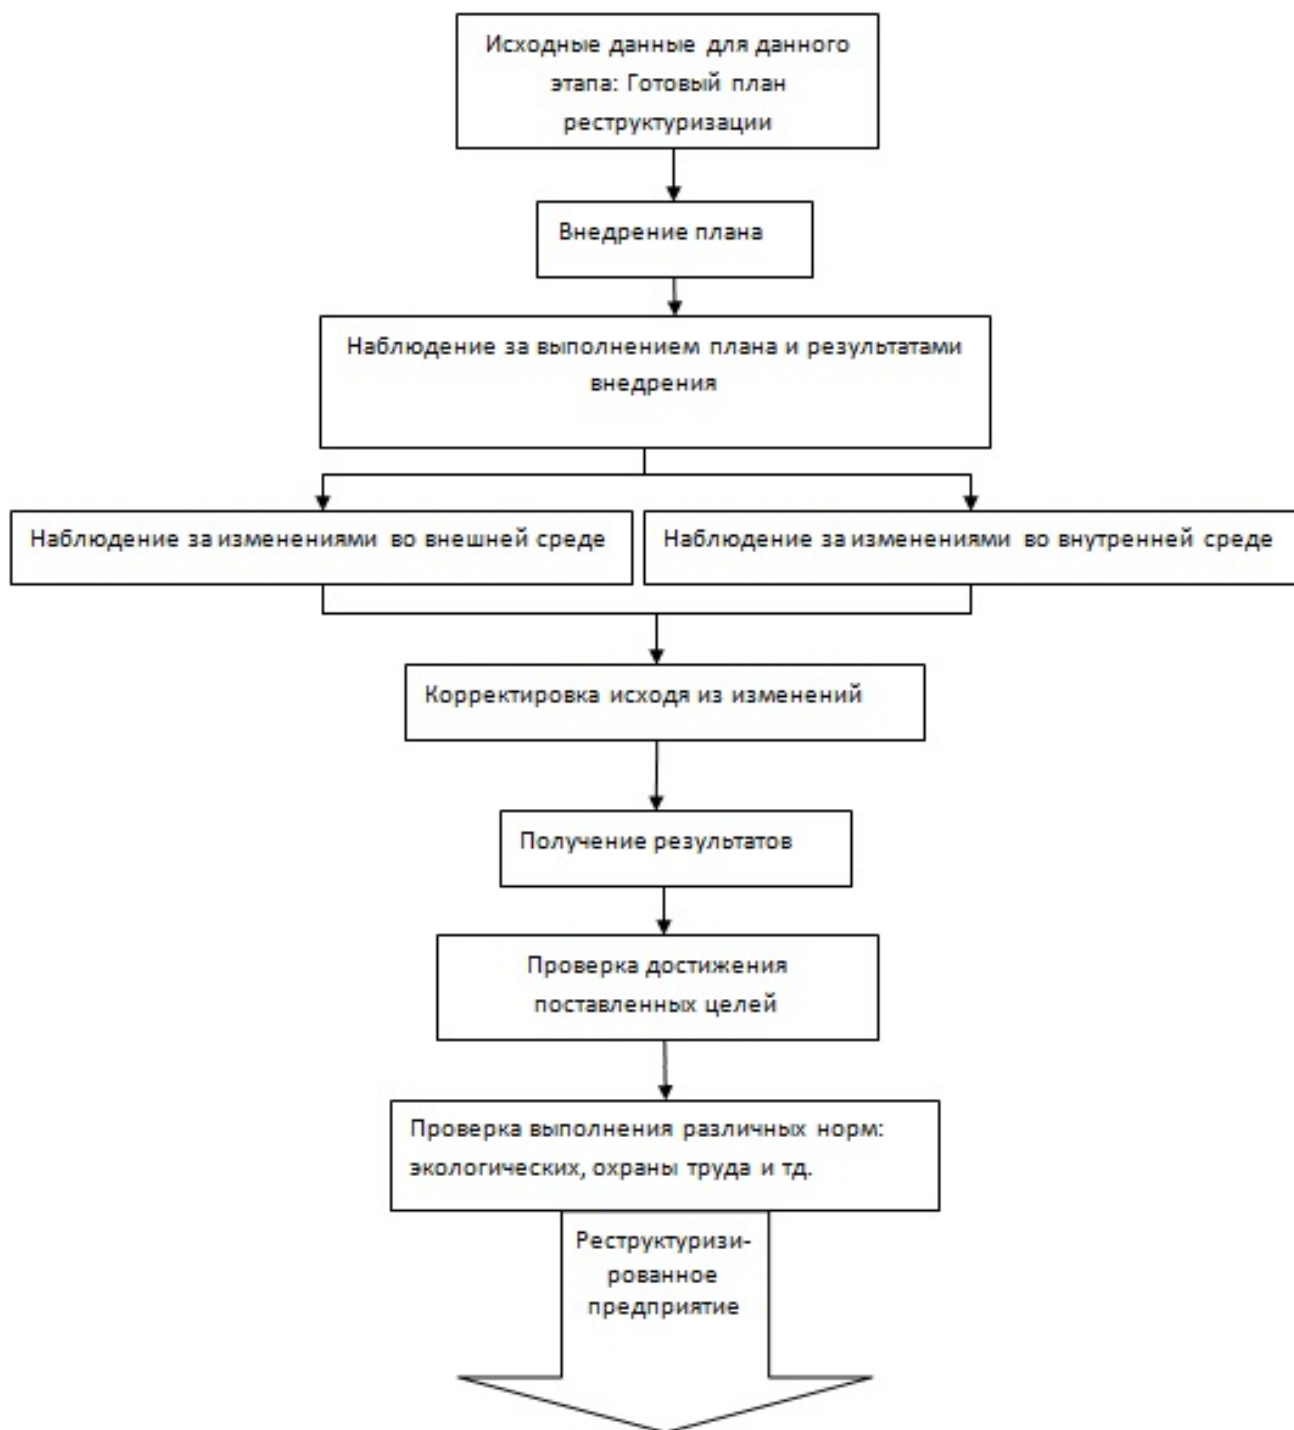 Исходные данные для данного
этапа: Готовый план
реструктуризации
Внедрение плана
Наблюдение за выполнением плана и результатами
внедрения
Наблюдение за изменениями во внешней среде
Наблюдение за изменениями во внутренней среде
Корректировка исходя из изменений
Получение результатов
Проверка достижения
поставленных целей
Проверка выполнения различных норм:
экологических, охраны труда и тд.
Реструктуризи-
рованное
предприятие